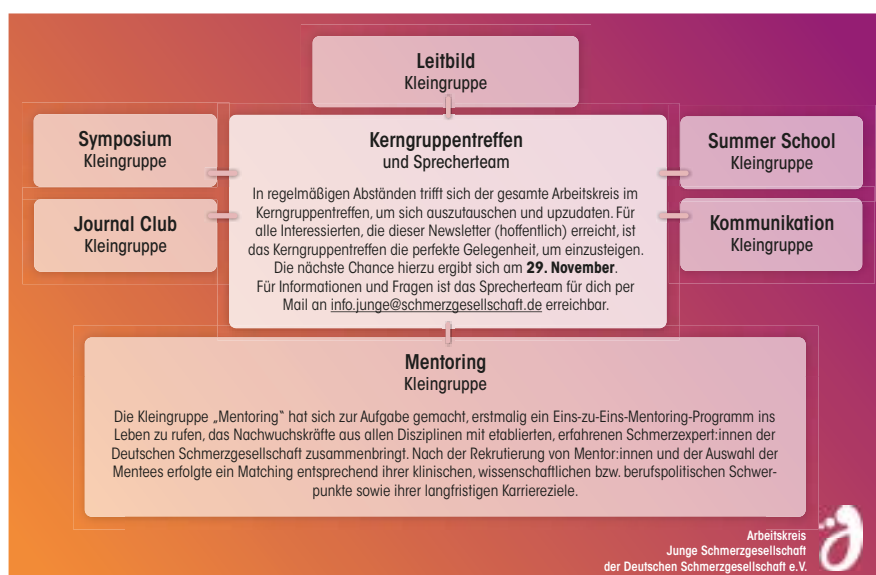 Leitbild
Kleingruppe
Symposium
Kleingruppe
Journal Club
Kleingruppe
Kerngruppentreffen
und Sprecherteam
In regelmäßigen Abständen trifft sich der gesamte Arbeitskreis im
Kerngruppentreffen, um sich auszutauschen und upzudaten. Für
alle Interessierten, die dieser Newsletter (hoffentlich) erreicht, ist
das Kerngruppentreffen die perfekte Gelegenheit, um einzusteigen.
Die nächste Chance hierzu ergibt sich am 29. November.
Für Informationen und Fragen ist das Sprecherteam für dich per
Mail an info.junge@schmerzgesellschaft.de erreichbar.
Summer School
Kleingruppe
Kommunikation
Kleingruppe
Mentoring
Kleingruppe
Die Kleingruppe „Mentoring“ hat sich zur Aufgabe gemacht, erstmalig ein Eins-zu-Eins-Mentoring-Programm ins
Leben zu rufen, das Nachwuchskräfte aus allen Disziplinen mit etablierten, erfahrenen Schmerzexpert:innen der
Deutschen Schmerzgesellschaft zusammenbringt. Nach der Rekrutierung von Mentor:innen und der Auswahl der
Mentees erfolgte ein Matching entsprechend ihrer klinischen, wissenschaftlichen bzw. berufspolitischen Schwer-
punkte sowie ihrer langfristigen Karriereziele.
Arbeitskreis
Junge Schmerzgesellschaft
der Deutschen Schmerzgesellschaft e.V.